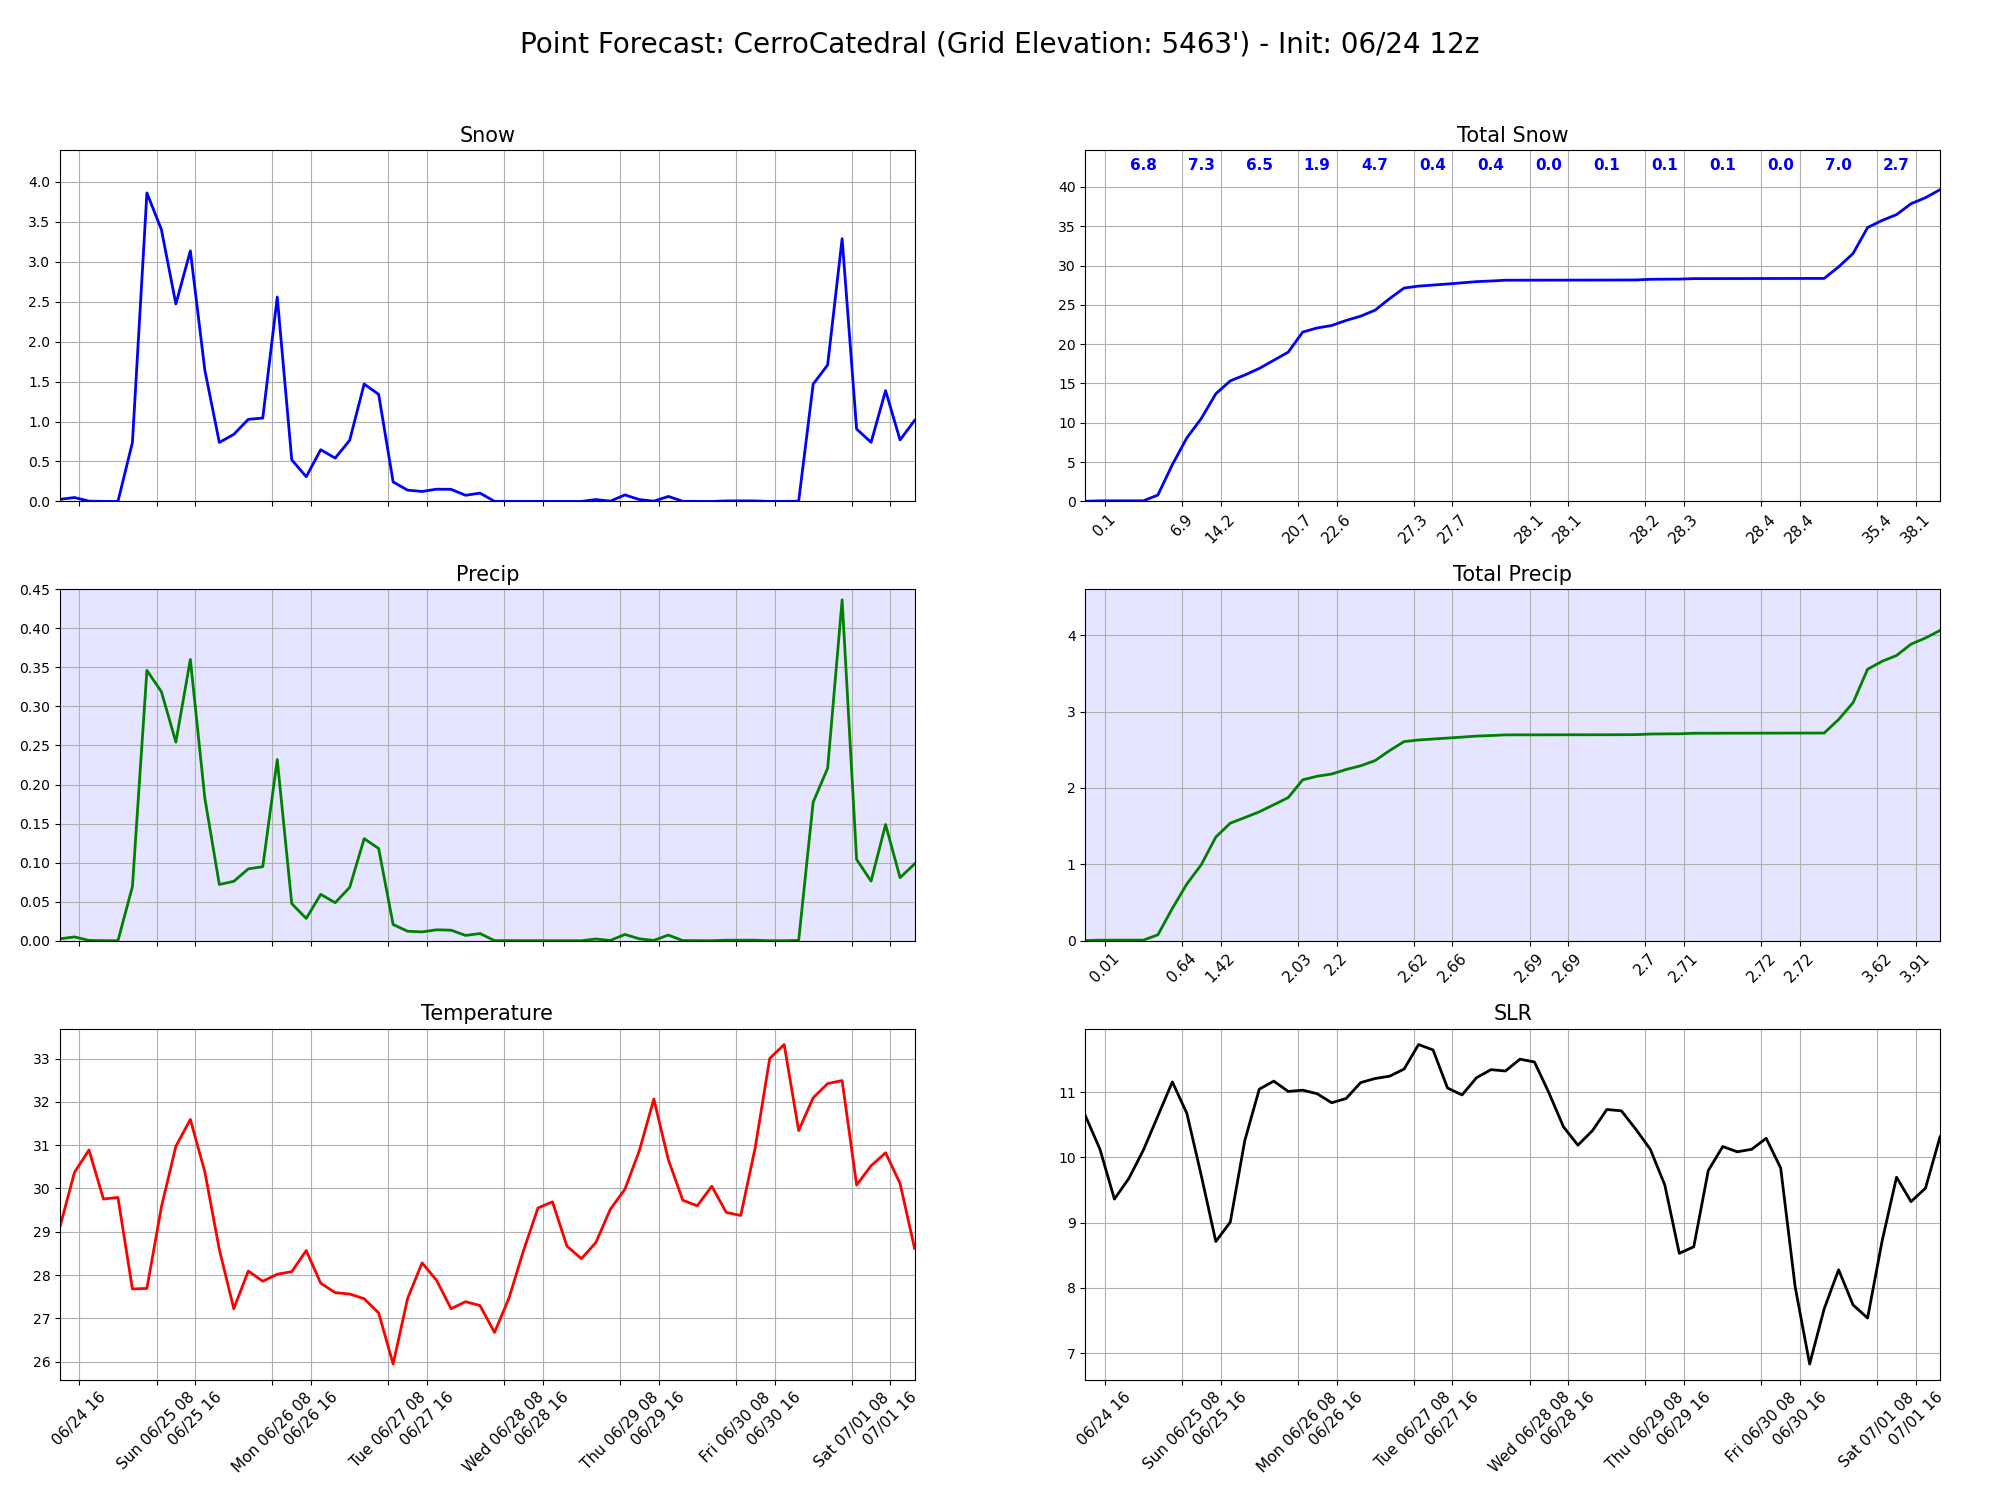 Point Forecast: CerroCatedral (Grid Elevation: 5463') - Init: 06/24 12z
Snow
4.0
3.5
3.0
2.5
2.0
1.5
1.0
0.5
0.0
Total Snow
6.8 7.3 6.5 1.9 4.7 0.4 0.4 0.0 0.1 0.1 0.1 0.0 7.0 2.7
40
35
30
25
20
15
10
5
0
0.1 6.9 14.2 20.7 22.6 27.3 27.7 28.1 28.1 28.2 28.3 28.4 28.4 35.4 38.1
Precip
0.45
0.40
0.35
0.30
0.25
0.20
0.15
0.10
0.05
0.00
Total Precip
4
3
2
1
0
0.01 0.64 1.42 2.03 2.2 2.62 2.66 2.69 2.69 2.7 2.71 2.72 2.72 3.62 3.91
Temperature
33
32
31
30
29
28
27
26
06/24 16
Sun 06/25 08
06/25 16
Mon 06/26 08
06/26 16
Tue 06/27 08
06/27 16
Wed 06/28 08
06/28 16
Thu 06/29 08
06/29 16
Fri 06/30 08
06/30 16
Sat 07/01 08
07/01 16
SLR
11
10
9
8
7
06/24 16
Sun 06/25 08
06/25 16
Mon 06/26 08
06/26 16
Tue 06/27 08
06/27 16
Wed 06/28 08
06/28 16
Thu 06/29 08
06/29 16
Fri 06/30 08
06/30 16
Sat 07/01 08
07/01 16